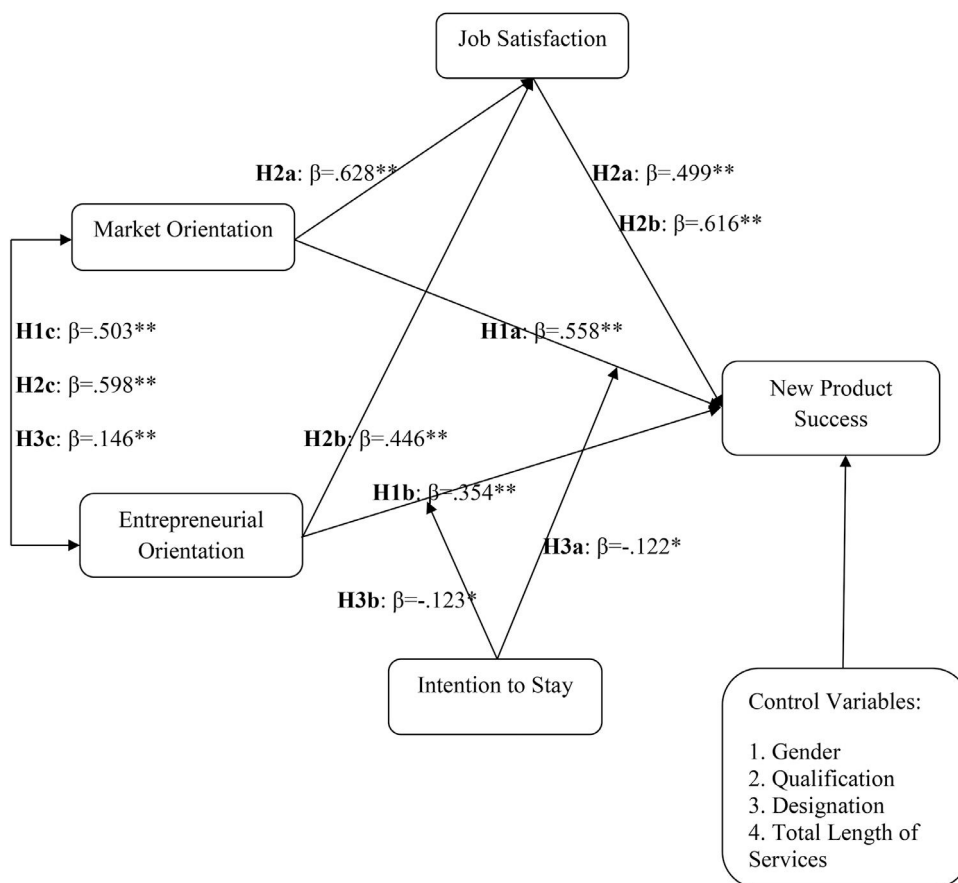 Job Satisfaction
H2a: β=.628**
H2a: β=.499**
H2b: β=.616**
Market Orientation
H1c: β=.503**
H2c: β=.598**
H3c: β=.146**
H1a: β=.558**
New Product
Success
H2b: β=.446**
H1b: β=.354**
Entrepreneurial
Orientation
H3a: β=-.122*
H3b: β=-.123*
Intention to Stay
Control Variables:
1. Gender
2. Qualification
3. Designation
4. Total Length of
Services